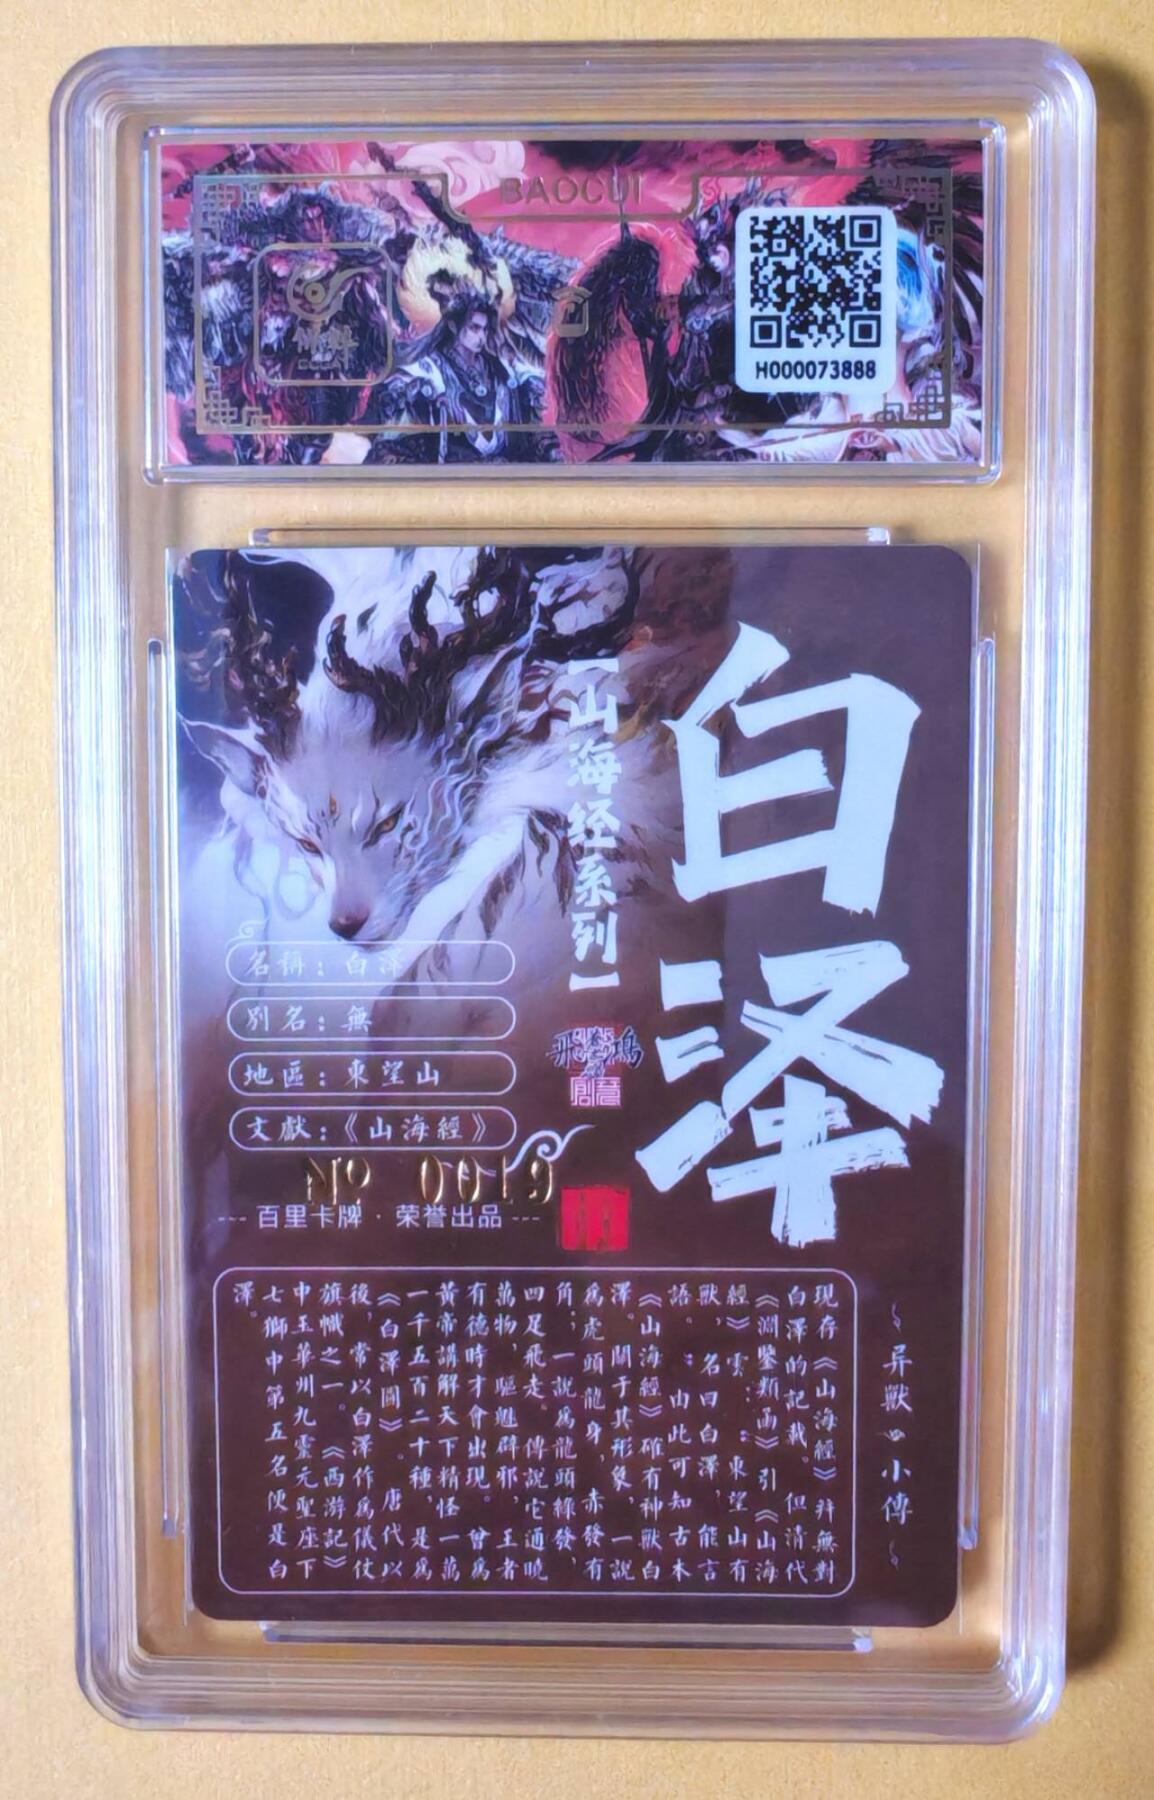 BAOCUI
H000073888
白泽
【山海经系列】
飛鴻
創意
名稱：白澤
別名：無
地區：東望山
文獻：《山海經》
№ 0019
--- 百里卡牌 · 荣誉出品 ---
异獸 小傳
現存《山海經》并無對
白澤的記載。但清代
《淵鑒類函》引《山海
經》雲：：東望山有
獸，名曰白澤，能言
語。：由此可知古本
《山海經》確有神獸白
澤。關于其形象，一說
爲虎頭龍身，赤發有
角；一說爲龍頭綠發，
四足飛走。傳說它通曉
萬物，驅魁辟邪，王者
有德時才會出現。曾爲
黃帝講解天下精怪一萬
一千五百二十種，是爲
《白澤圖》。唐代以
後，常以白澤作爲儀仗
旗幟之一。《西游記》
中玉華州九靈元聖座下
七獅中第五名便是白
澤。